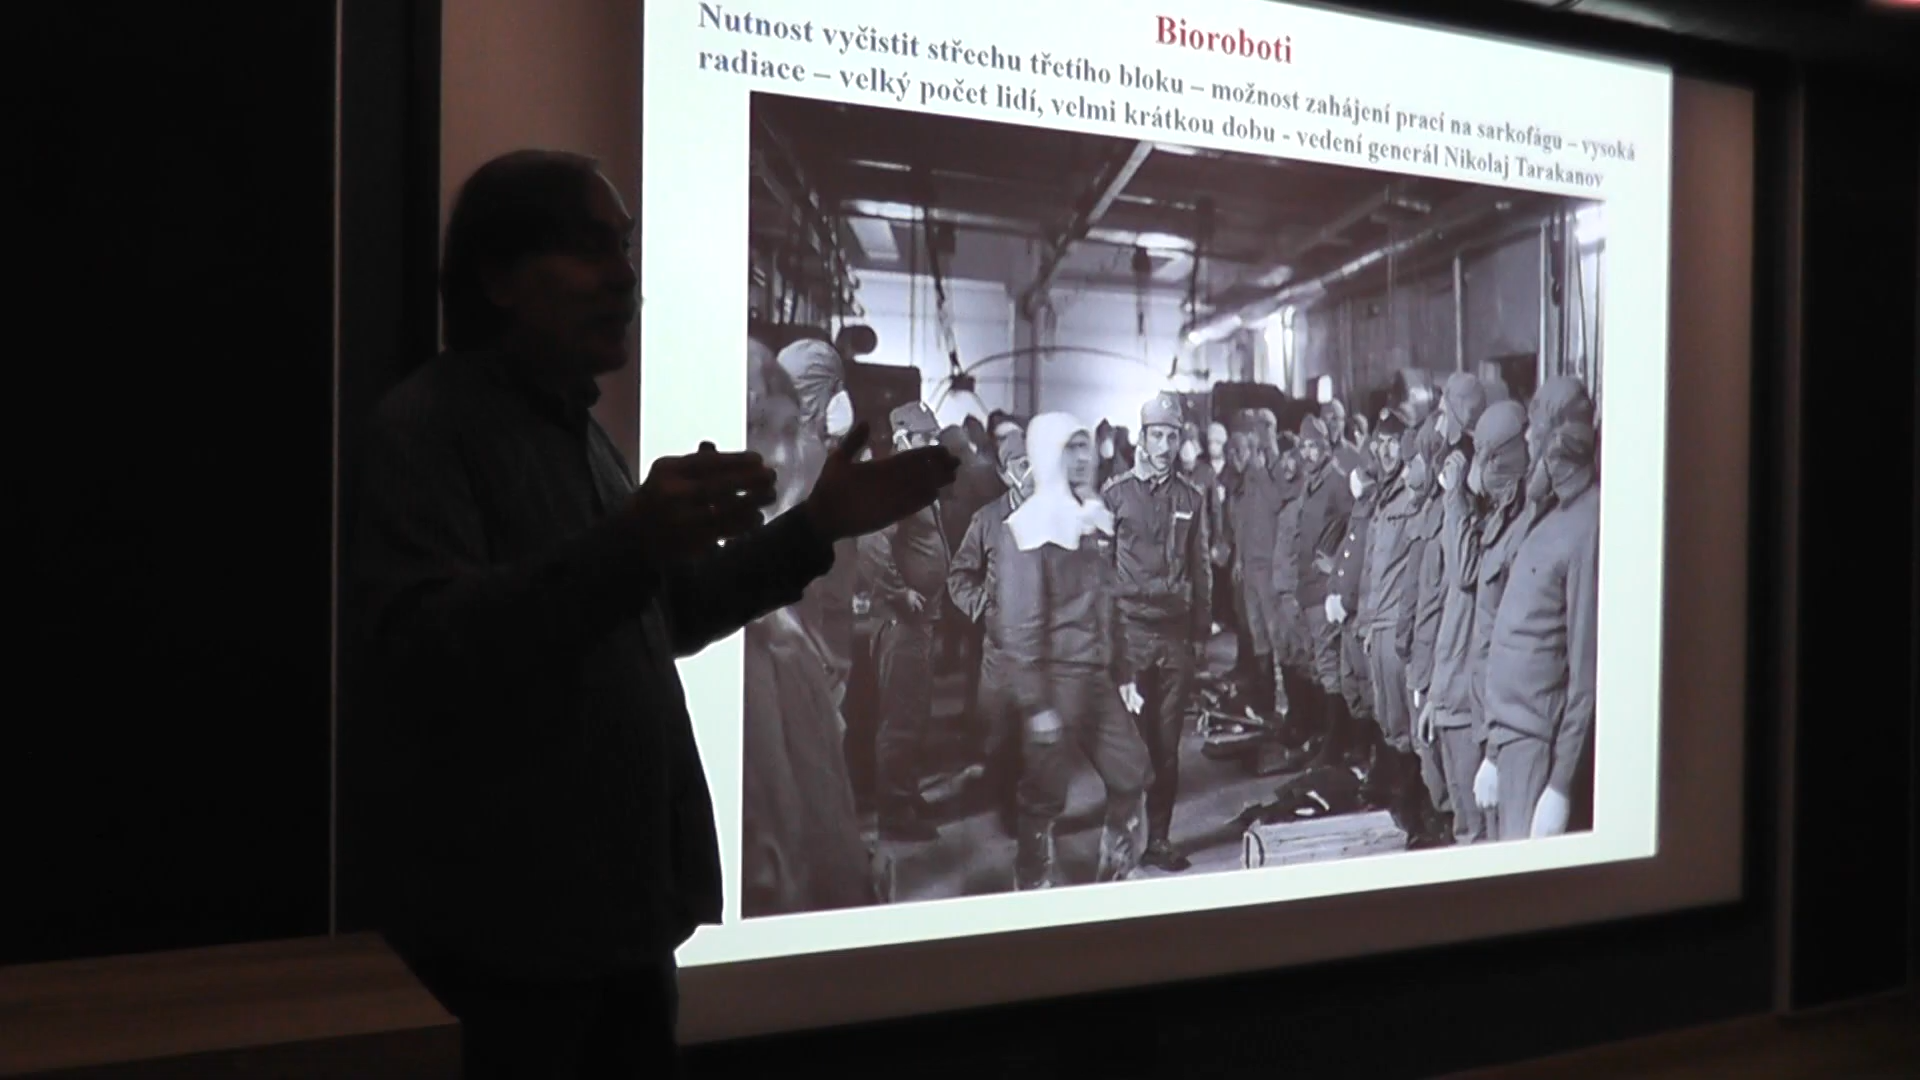 Bioroboti
Nutnost vyčistit střechu třetího bloku – možnost zahájení prací na sarkofágu – vysoká
radiace – velký počet lidí, velmi krátkou dobu - vedení generál Nikolaj Tarakanov